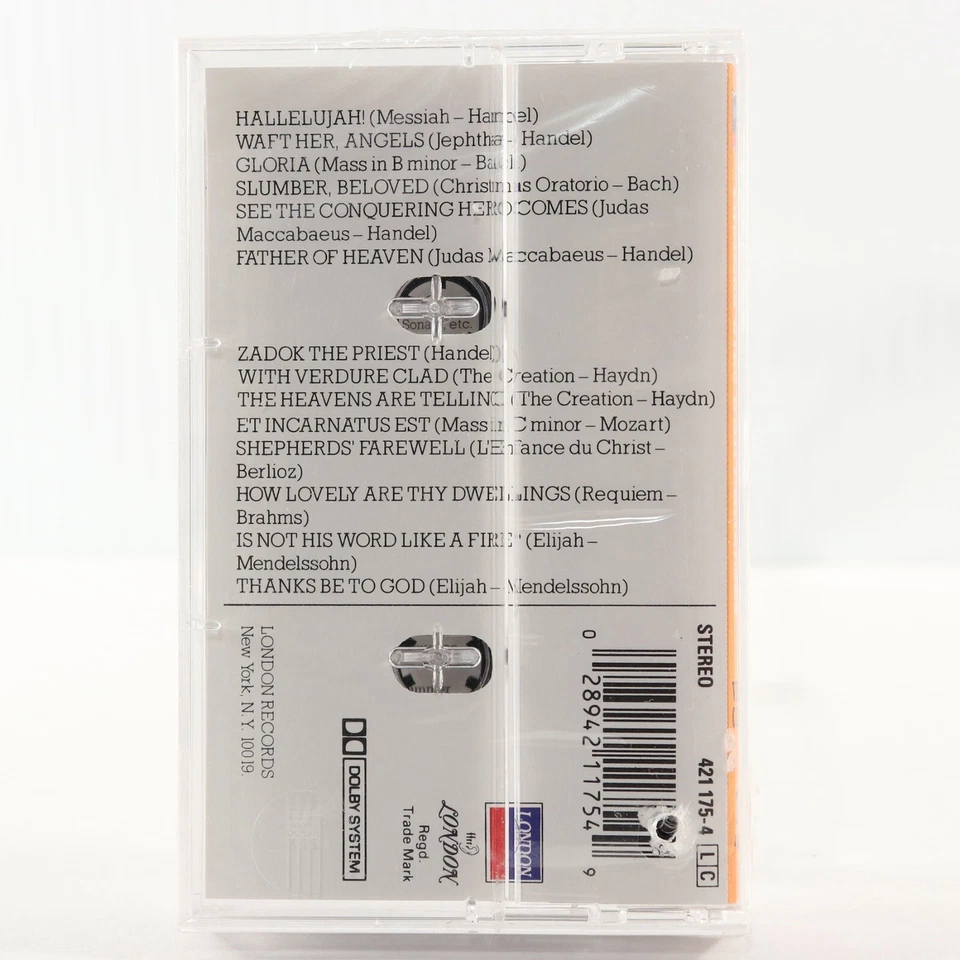 HALLELUJAH! (Messiah – Handel)
WAFT HER, ANGELS (Jephtha – Handel)
GLORIA (Mass in B minor – Bach)
SLUMBER, BELOVED (Christmas Oratorio – Bach)
SEE THE CONQUERING HERO COMES (Judas
Maccabaeus – Handel)
FATHER OF HEAVEN (Judas Maccabaeus – Handel)
Sonata, etc.
ZADOK THE PRIEST (Handel)
WITH VERDURE CLAD (The Creation – Haydn)
THE HEAVENS ARE TELLING (The Creation – Haydn)
ET INCARNATUS EST (Mass in C minor – Mozart)
SHEPHERDS' FAREWELL (L'Enfance du Christ –
Berlioz)
HOW LOVELY ARE THY DWELLINGS (Requiem –
Brahms)
IS NOT HIS WORD LIKE A FIRE? (Elijah –
Mendelssohn)
THANKS BE TO GOD (Elijah – Mendelssohn)
LONDON RECORDS
New York, N.Y. 10019.
DOLBY SYSTEM
ffrr
LONDON
Regd.
Trade Mark
LONDON
0 28942 11754 9
STEREO 421 175-4 LC